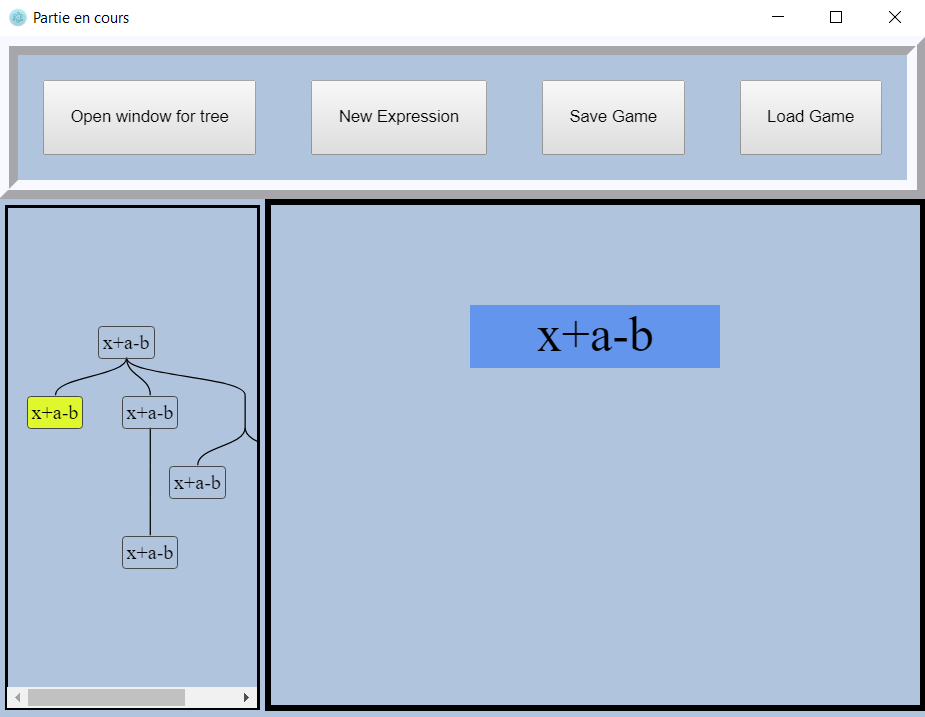 Partie en cours
Open window for tree
New Expression
Save Game
Load Game
x+a-b
x+a-b
x+a-b
x+a-b
x+a-b
x+a-b